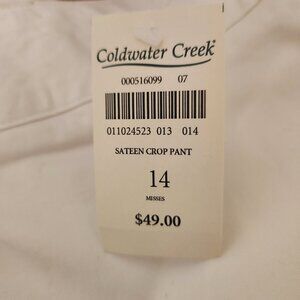 Coldwater Creek®
000516099 07
011024523 013 014
SATEEN CROP PANT
14
MISSES
$49.00